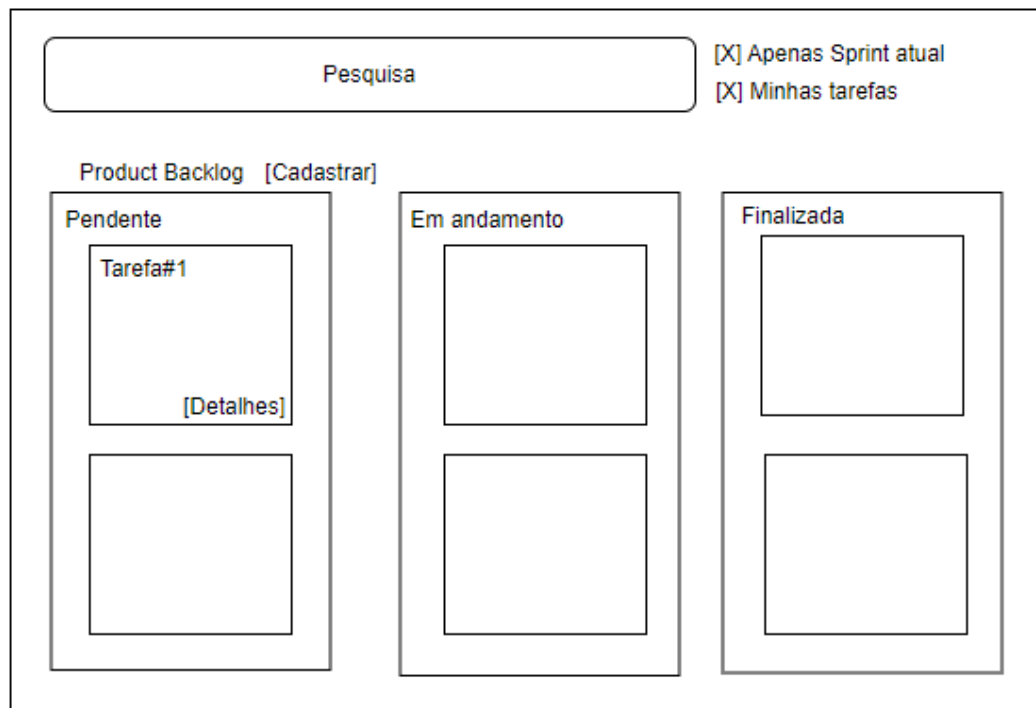 Pesquisa
[X] Apenas Sprint atual
[X] Minhas tarefas
Product Backlog [Cadastrar]
Pendente
Tarefa#1
[Detalhes]
Em andamento
Finalizada